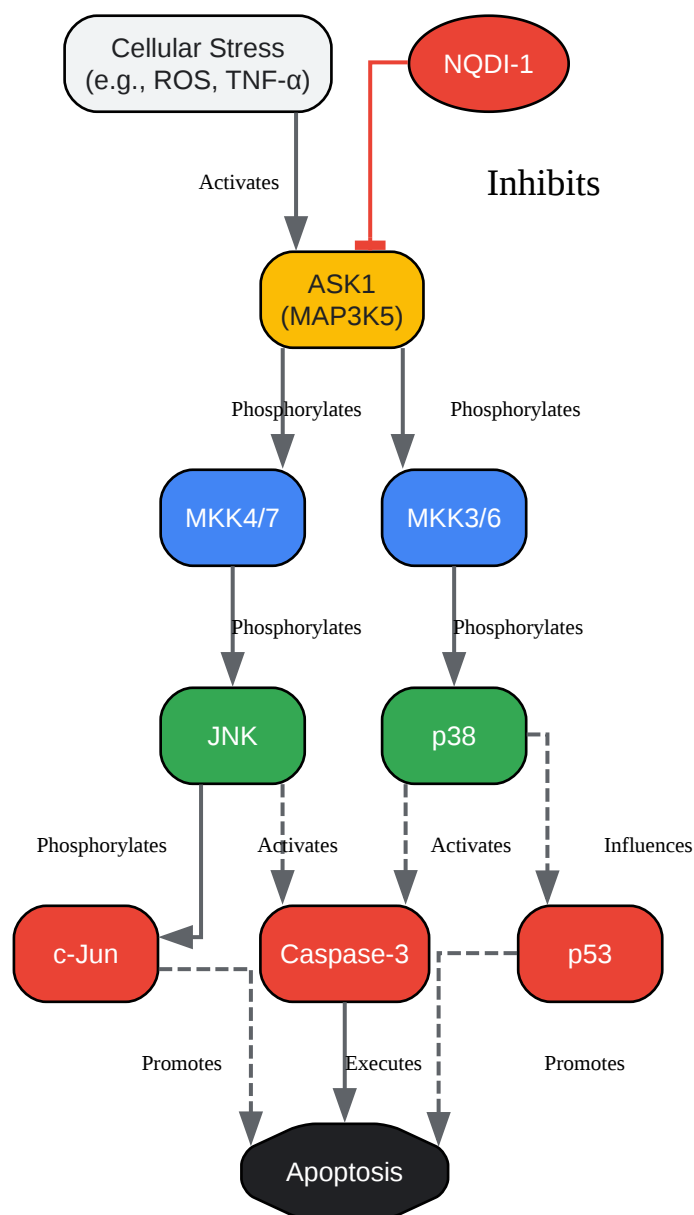 Cellular Stress
(e.g., ROS, TNF-α)
NQDI-1
Activates
Inhibits
ASK1
(MAP3K5)
Phosphorylates
Phosphorylates
MKK4/7
MKK3/6
Phosphorylates
Phosphorylates
JNK
p38
Phosphorylates
Activates
Activates
Influences
c-Jun
Caspase-3
p53
Promotes
Executes
Promotes
Apoptosis